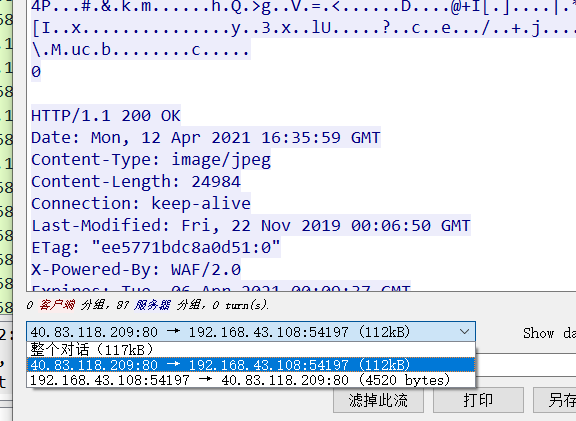 4P...#.&.k.m......h.Q.>g..V.=.<......D....@+I[.]....|.*
[I..x...............y..3.x..lU.....?..c..e.../..+.j....
\.M.uc.b........c.....
0
HTTP/1.1 200 OK
Date: Mon, 12 Apr 2021 16:35:59 GMT
Content-Type: image/jpeg
Content-Length: 24984
Connection: keep-alive
Last-Modified: Fri, 22 Nov 2019 00:06:50 GMT
ETag: "ee5771bdc8a0d51:0"
X-Powered-By: WAF/2.0
Expires: Tue, 06 Apr 2021 00:09:37 GMT
0 客户端 分组，87 服务器 分组，0 turn(s).
40.83.118.209:80 → 192.168.43.108:54197 (112kB)
Show da
整个对话（117kB）
40.83.118.209:80 → 192.168.43.108:54197 (112kB)
192.168.43.108:54197 → 40.83.118.209:80 (4520 bytes)
滤掉此流
打印
另存